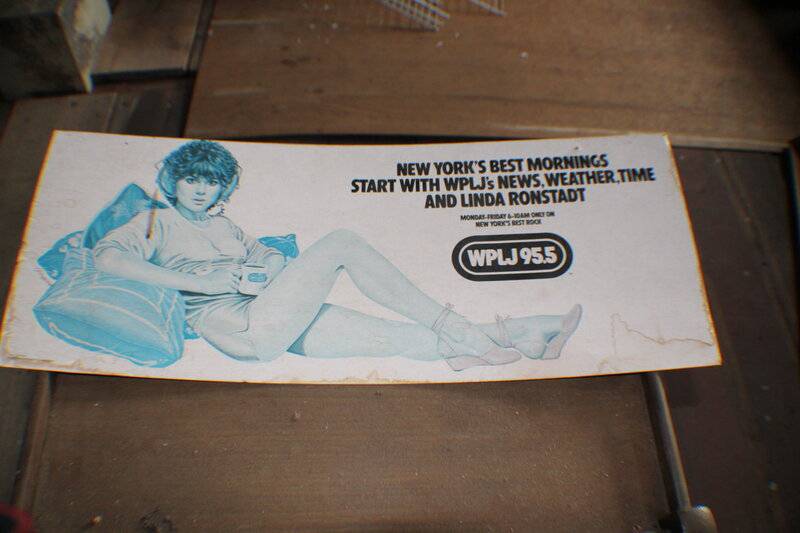 NEW YORK'S BEST MORNINGS
START WITH WPLJ's NEWS, WEATHER, TIME
AND LINDA RONSTADT
MONDAY-FRIDAY 6-10AM ONLY ON
NEW YORK'S BEST ROCK
WPLJ 95.5